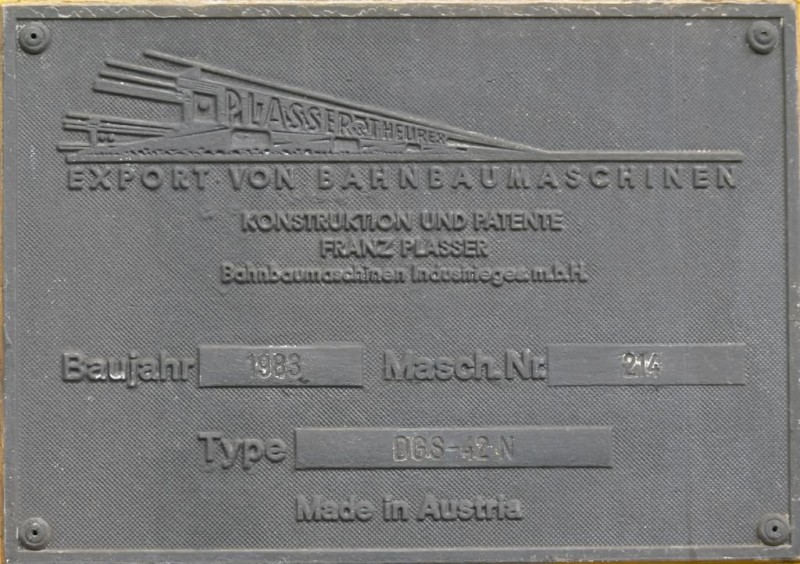 PLASSER & THEURER
EXPORT VON BAHNBAUMASCHINEN
KONSTRUKTION UND PATENTE
FRANZ PLASSER
Bahnbaumaschinen Industrieges.m.b.H.
Baujahr 1983 Masch.Nr. 214
Type DGS-42 N
Made in Austria